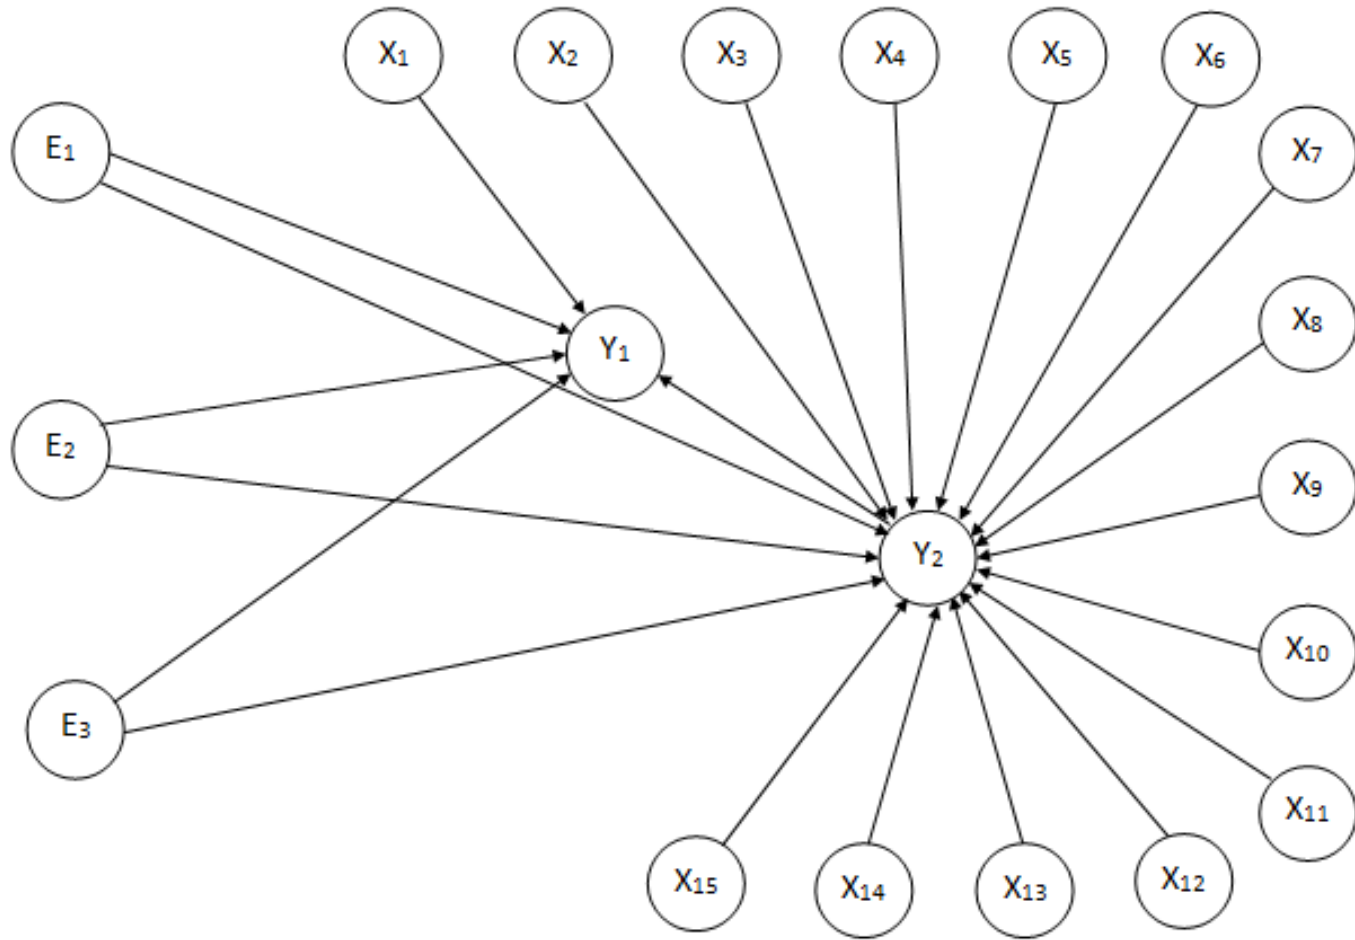 X₁ X₂ X₃ X₄ X₅ X₆
E₁
X₇
X₈
Y₁
E₂
X₉
Y₂
X₁₀
E₃
X₁₁
X₁₅ X₁₄ X₁₃ X₁₂